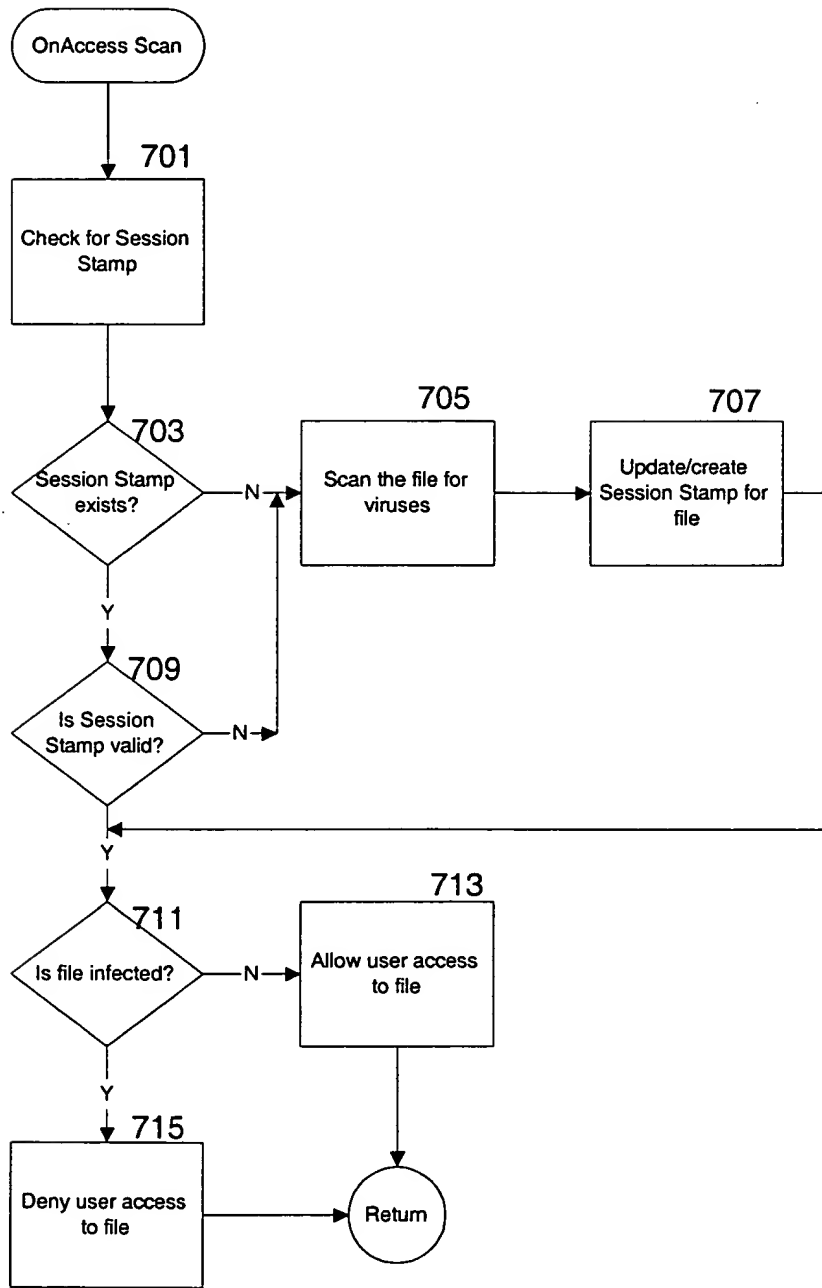 OnAccess Scan
701
Check for Session
Stamp
703
Session Stamp
exists?
N
705
Scan the file for
viruses
707
Update/create
Session Stamp for
file
Y
709
Is Session
Stamp valid?
N
Y
711
Is file infected?
N
713
Allow user access
to file
Y
715
Deny user access
to file
Return